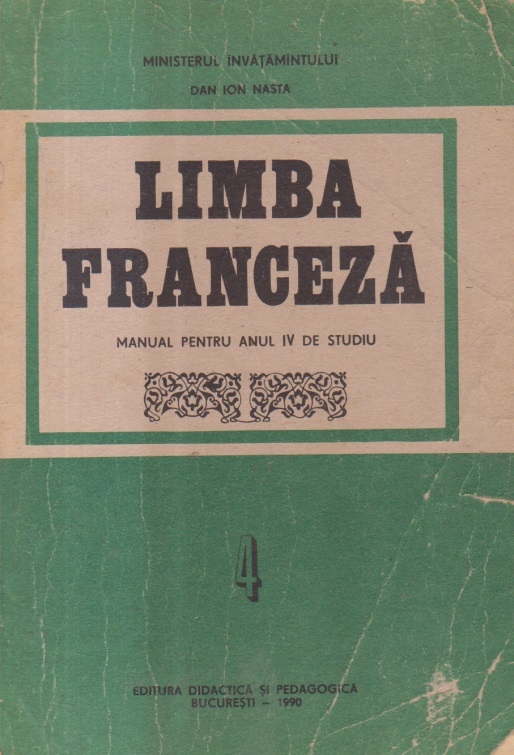 MINISTERUL ÎNVĂȚĂMÎNTULUI
DAN ION NASTA
LIMBA
FRANCEZĂ
MANUAL PENTRU ANUL IV DE STUDIU
4
EDITURA DIDACTICĂ ȘI PEDAGOGICĂ
BUCUREȘTI – 1990